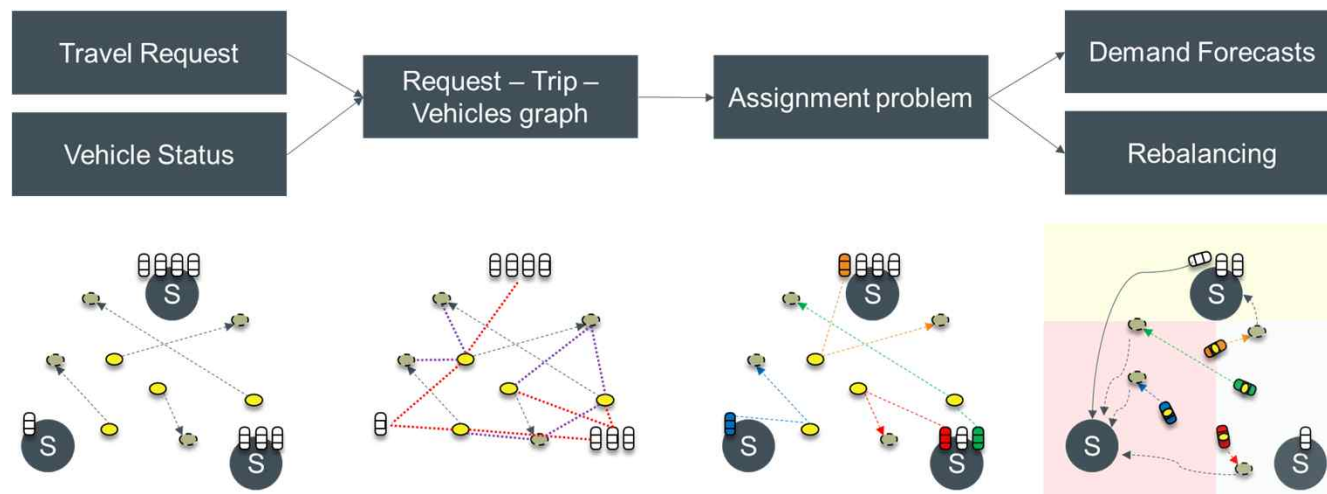 Travel Request
Vehicle Status
Request – Trip –
Vehicles graph
Assignment problem
Demand Forecasts
Rebalancing
S
S
S
S
S
S
S
S
S